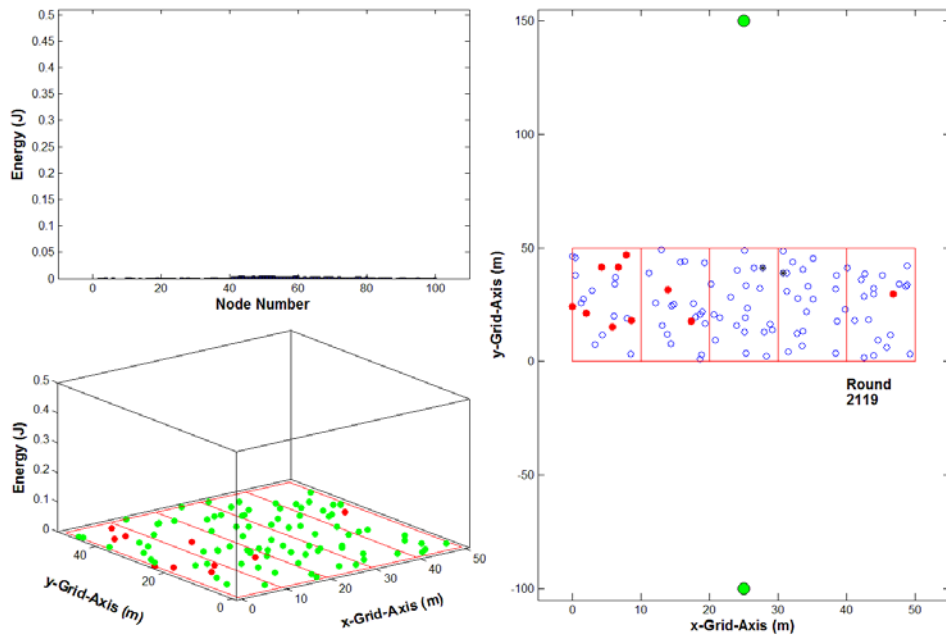 0.5
0.45
0.4
0.35
0.3
0.25
0.2
0.15
0.1
0.05
0
Energy (J)
0 20 40 60 80 100
Node Number
0.5
0.4
0.3
0.2
0.1
0
Energy (J)
40
20
0
y-Grid-Axis (m)
0 10 20 30 40 50
x-Grid-Axis (m)
150
100
50
0
-50
-100
y-Grid-Axis (m)
Round
2119
0 10 20 30 40 50
x-Grid-Axis (m)